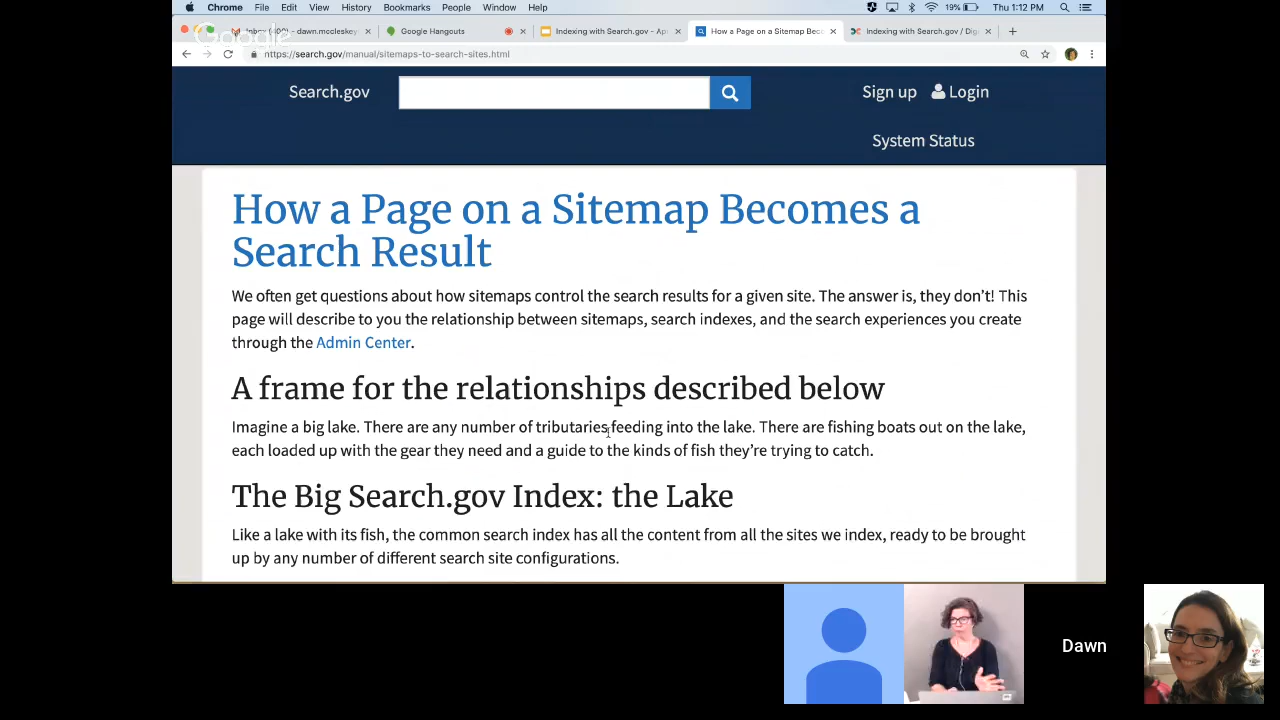 Chrome File Edit View History Bookmarks People Window Help 19% Thu 1:12 PM
Google Hangouts Indexing with Search.gov - Ap How a Page on a Sitemap Bec Indexing with Search.gov / Dig
https://search.gov/manual/sitemaps-to-search-sites.html
Search.gov Sign up Login
System Status
How a Page on a Sitemap Becomes a
Search Result
We often get questions about how sitemaps control the search results for a given site. The answer is, they don't! This
page will describe to you the relationship between sitemaps, search indexes, and the search experiences you create
through the Admin Center.
A frame for the relationships described below
Imagine a big lake. There are any number of tributaries feeding into the lake. There are fishing boats out on the lake,
each loaded up with the gear they need and a guide to the kinds of fish they're trying to catch.
The Big Search.gov Index: the Lake
Like a lake with its fish, the common search index has all the content from all the sites we index, ready to be brought
up by any number of different search site configurations.
Dawn